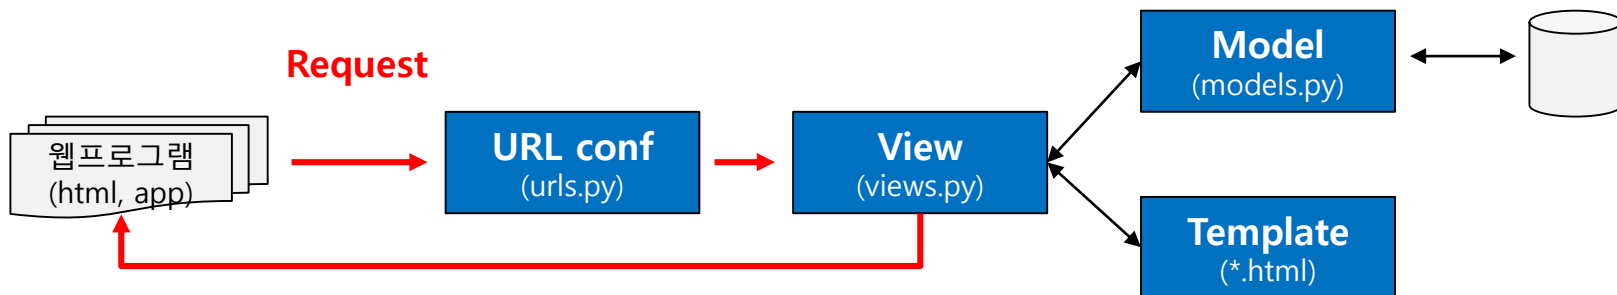 Request
웹프로그램
(html, app)
URL conf
(urls.py)
View
(views.py)
Model
(models.py)
Template
(*.html)